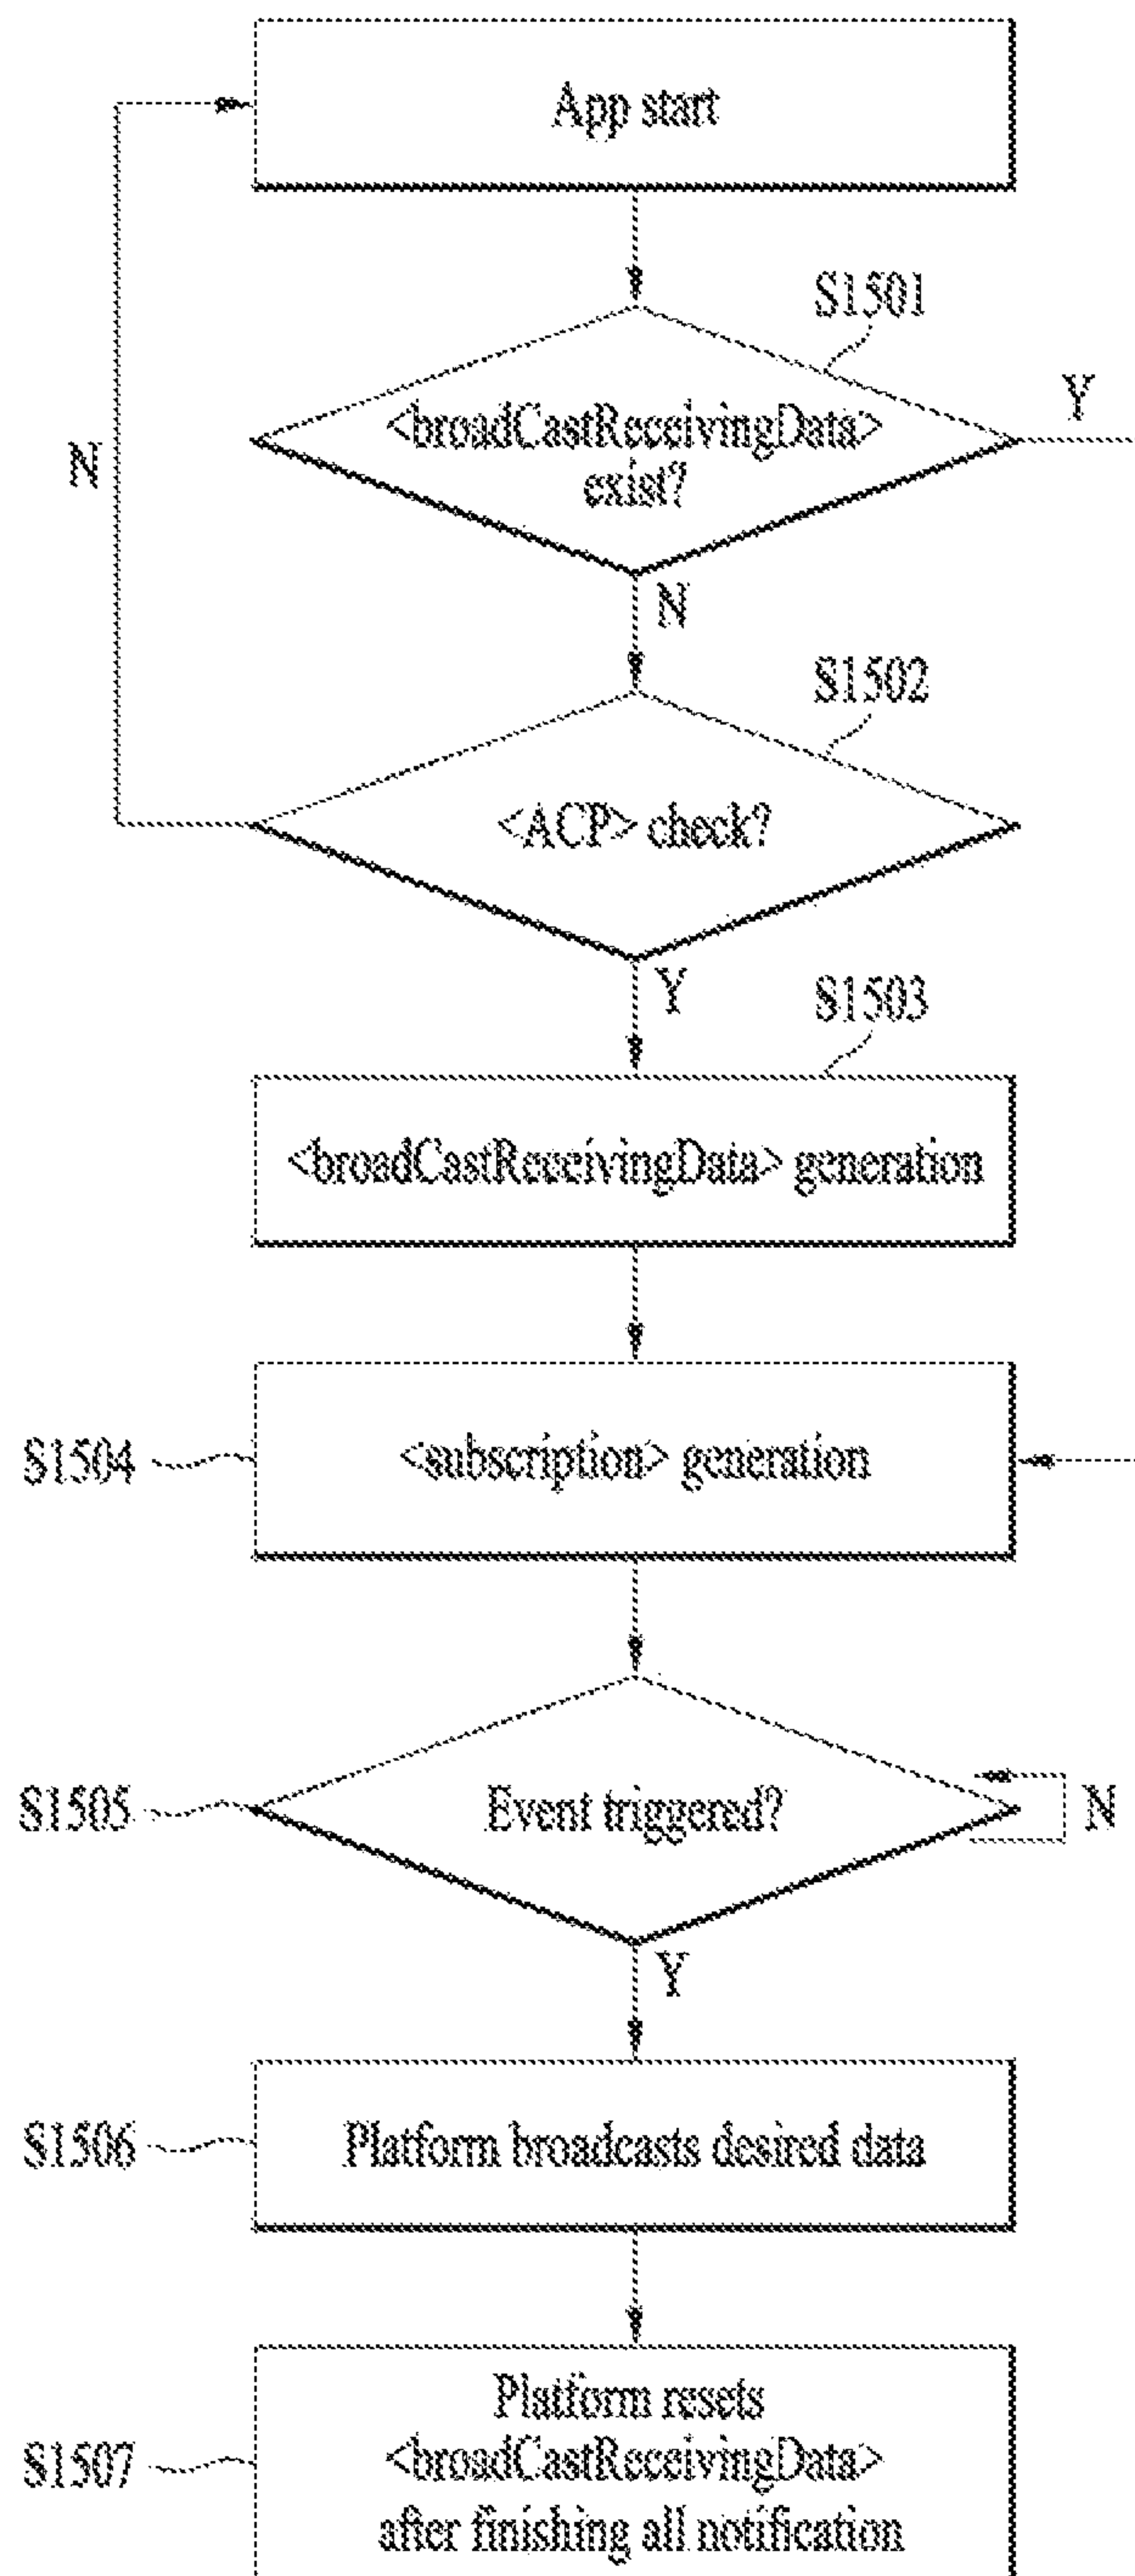 App start
S1501
Y
<broadCastReceivingData>
exist?
N
N
S1502
<ACP> check?
Y
S1503
<broadCastReceivingData> generation
S1504
<subscription> generation
S1505
Event triggered?
N
Y
S1506
Platform broadcasts desired data
S1507
Platform resets
<broadCastReceivingData>
after finishing all notification